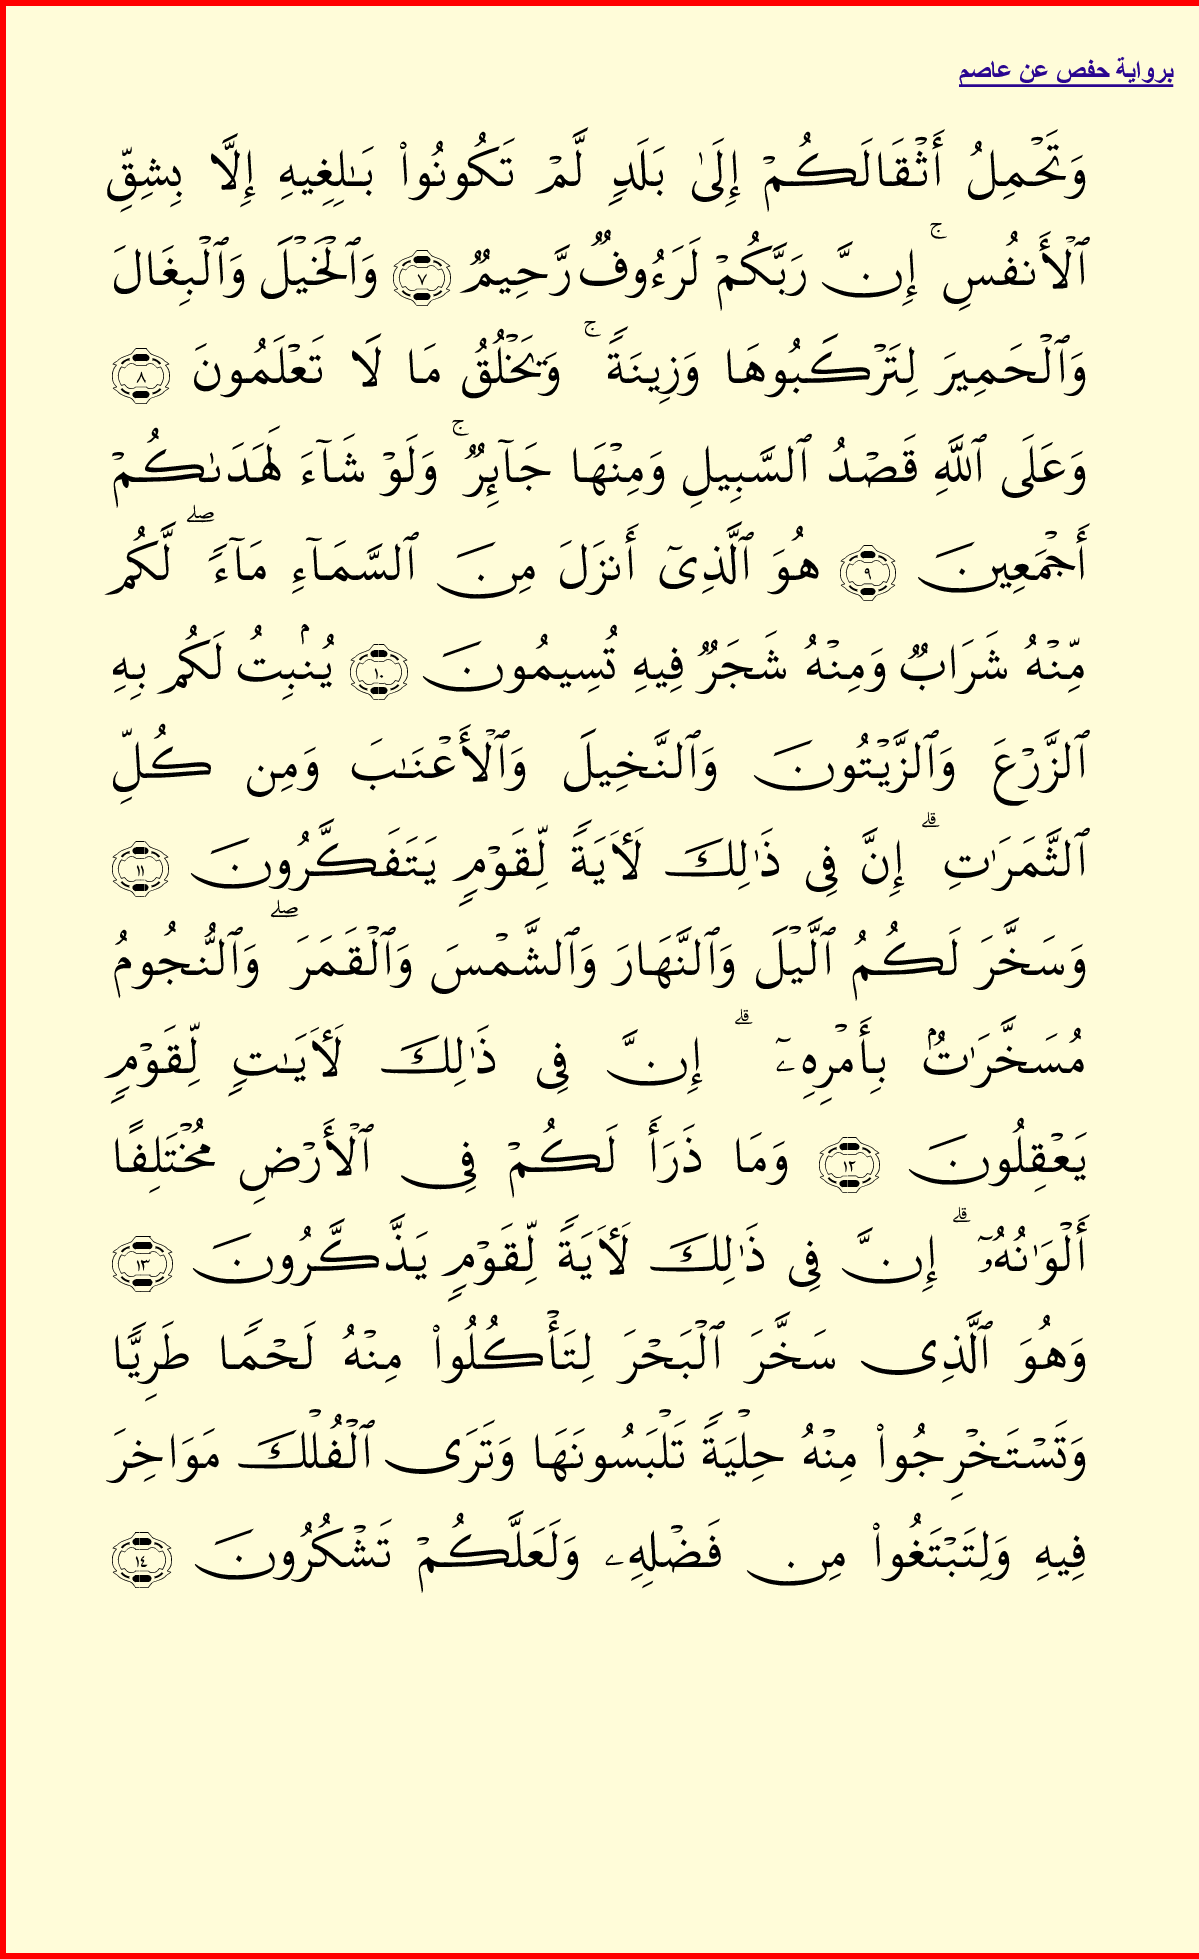 برواية حفص عن عاصم
وَتَحْمِلُ أَثْقَالَكُمْ إِلَىٰ بَلَدٍ لَّمْ تَكُونُوا۟ بَٰلِغِيهِ إِلَّا بِشِقِّ
ٱلْأَنفُسِ ۚ إِنَّ رَبَّكُمْ لَرَءُوفٌ رَّحِيمٌ ٧ وَٱلْخَيْلَ وَٱلْبِغَالَ
وَٱلْحَمِيرَ لِتَرْكَبُوهَا وَزِينَةً ۚ وَيَخْلُقُ مَا لَا تَعْلَمُونَ ٨
وَعَلَى ٱللَّهِ قَصْدُ ٱلسَّبِيلِ وَمِنْهَا جَآئِرٌ ۚ وَلَوْ شَآءَ لَهَدَىٰكُمْ
أَجْمَعِينَ ٩ هُوَ ٱلَّذِىٓ أَنزَلَ مِنَ ٱلسَّمَآءِ مَآءً ۖ لَّكُم
مِّنْهُ شَرَابٌ وَمِنْهُ شَجَرٌ فِيهِ تُسِيمُونَ ١٠ يُنۢبِتُ لَكُم بِهِ
ٱلزَّرْعَ وَٱلزَّيْتُونَ وَٱلنَّخِيلَ وَٱلْأَعْنَٰبَ وَمِن كُلِّ
ٱلثَّمَرَٰتِ ۗ إِنَّ فِى ذَٰلِكَ لَءَايَةً لِّقَوْمٍ يَتَفَكَّرُونَ ١١
وَسَخَّرَ لَكُمُ ٱلَّيْلَ وَٱلنَّهَارَ وَٱلشَّمْسَ وَٱلْقَمَرَ ۖ وَٱلنُّجُومُ
مُسَخَّرَٰتٌۢ بِأَمْرِهِۦٓ ۗ إِنَّ فِى ذَٰلِكَ لَءَايَٰتٍ لِّقَوْمٍ
يَعْقِلُونَ ١٢ وَمَا ذَرَأَ لَكُمْ فِى ٱلْأَرْضِ مُخْتَلِفًا
أَلْوَٰنُهُۥٓ ۗ إِنَّ فِى ذَٰلِكَ لَءَايَةً لِّقَوْمٍ يَذَّكَّرُونَ ١٣
وَهُوَ ٱلَّذِى سَخَّرَ ٱلْبَحْرَ لِتَأْكُلُوا۟ مِنْهُ لَحْمًا طَرِيًّا
وَتَسْتَخْرِجُوا۟ مِنْهُ حِلْيَةً تَلْبَسُونَهَا وَتَرَى ٱلْفُلْكَ مَوَاخِرَ
فِيهِ وَلِتَبْتَغُوا۟ مِن فَضْلِهِۦ وَلَعَلَّكُمْ تَشْكُرُونَ ١٤